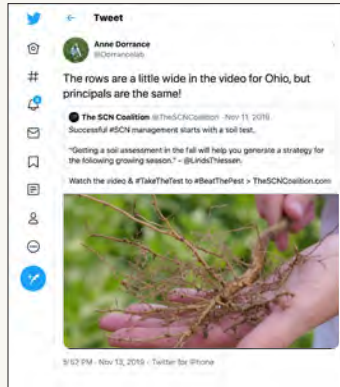 Tweet
Anne Dorrance
@Dorrancelab
The rows are a little wide in the video for Ohio, but
principals are the same!
The SCN Coalition @TheSCNCoalition · Nov 11, 2019
Successful #SCN management starts with a soil test.
"Getting a soil assessment in the fall will help you generate a strategy for
the following growing season." - @LindsThiessen
Watch the video & #TakeTheTest to #BeatThePest > TheSCNCoalition.com
5:52 PM · Nov 13, 2019 · Twitter for iPhone